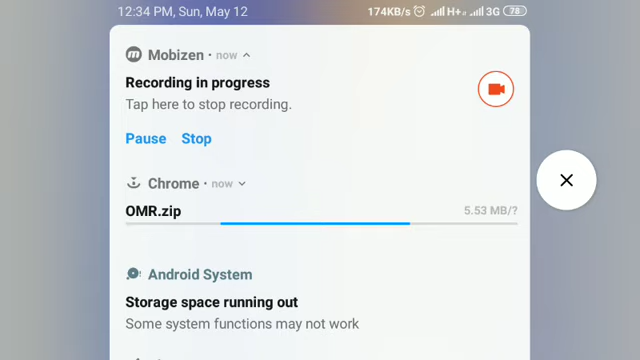 12:34 PM, Sun, May 12 174KB/s H+ 3G 78
Mobizen · now
Recording in progress
Tap here to stop recording.
Pause Stop
Chrome · now
OMR.zip 5.53 MB/?
Android System
Storage space running out
Some system functions may not work